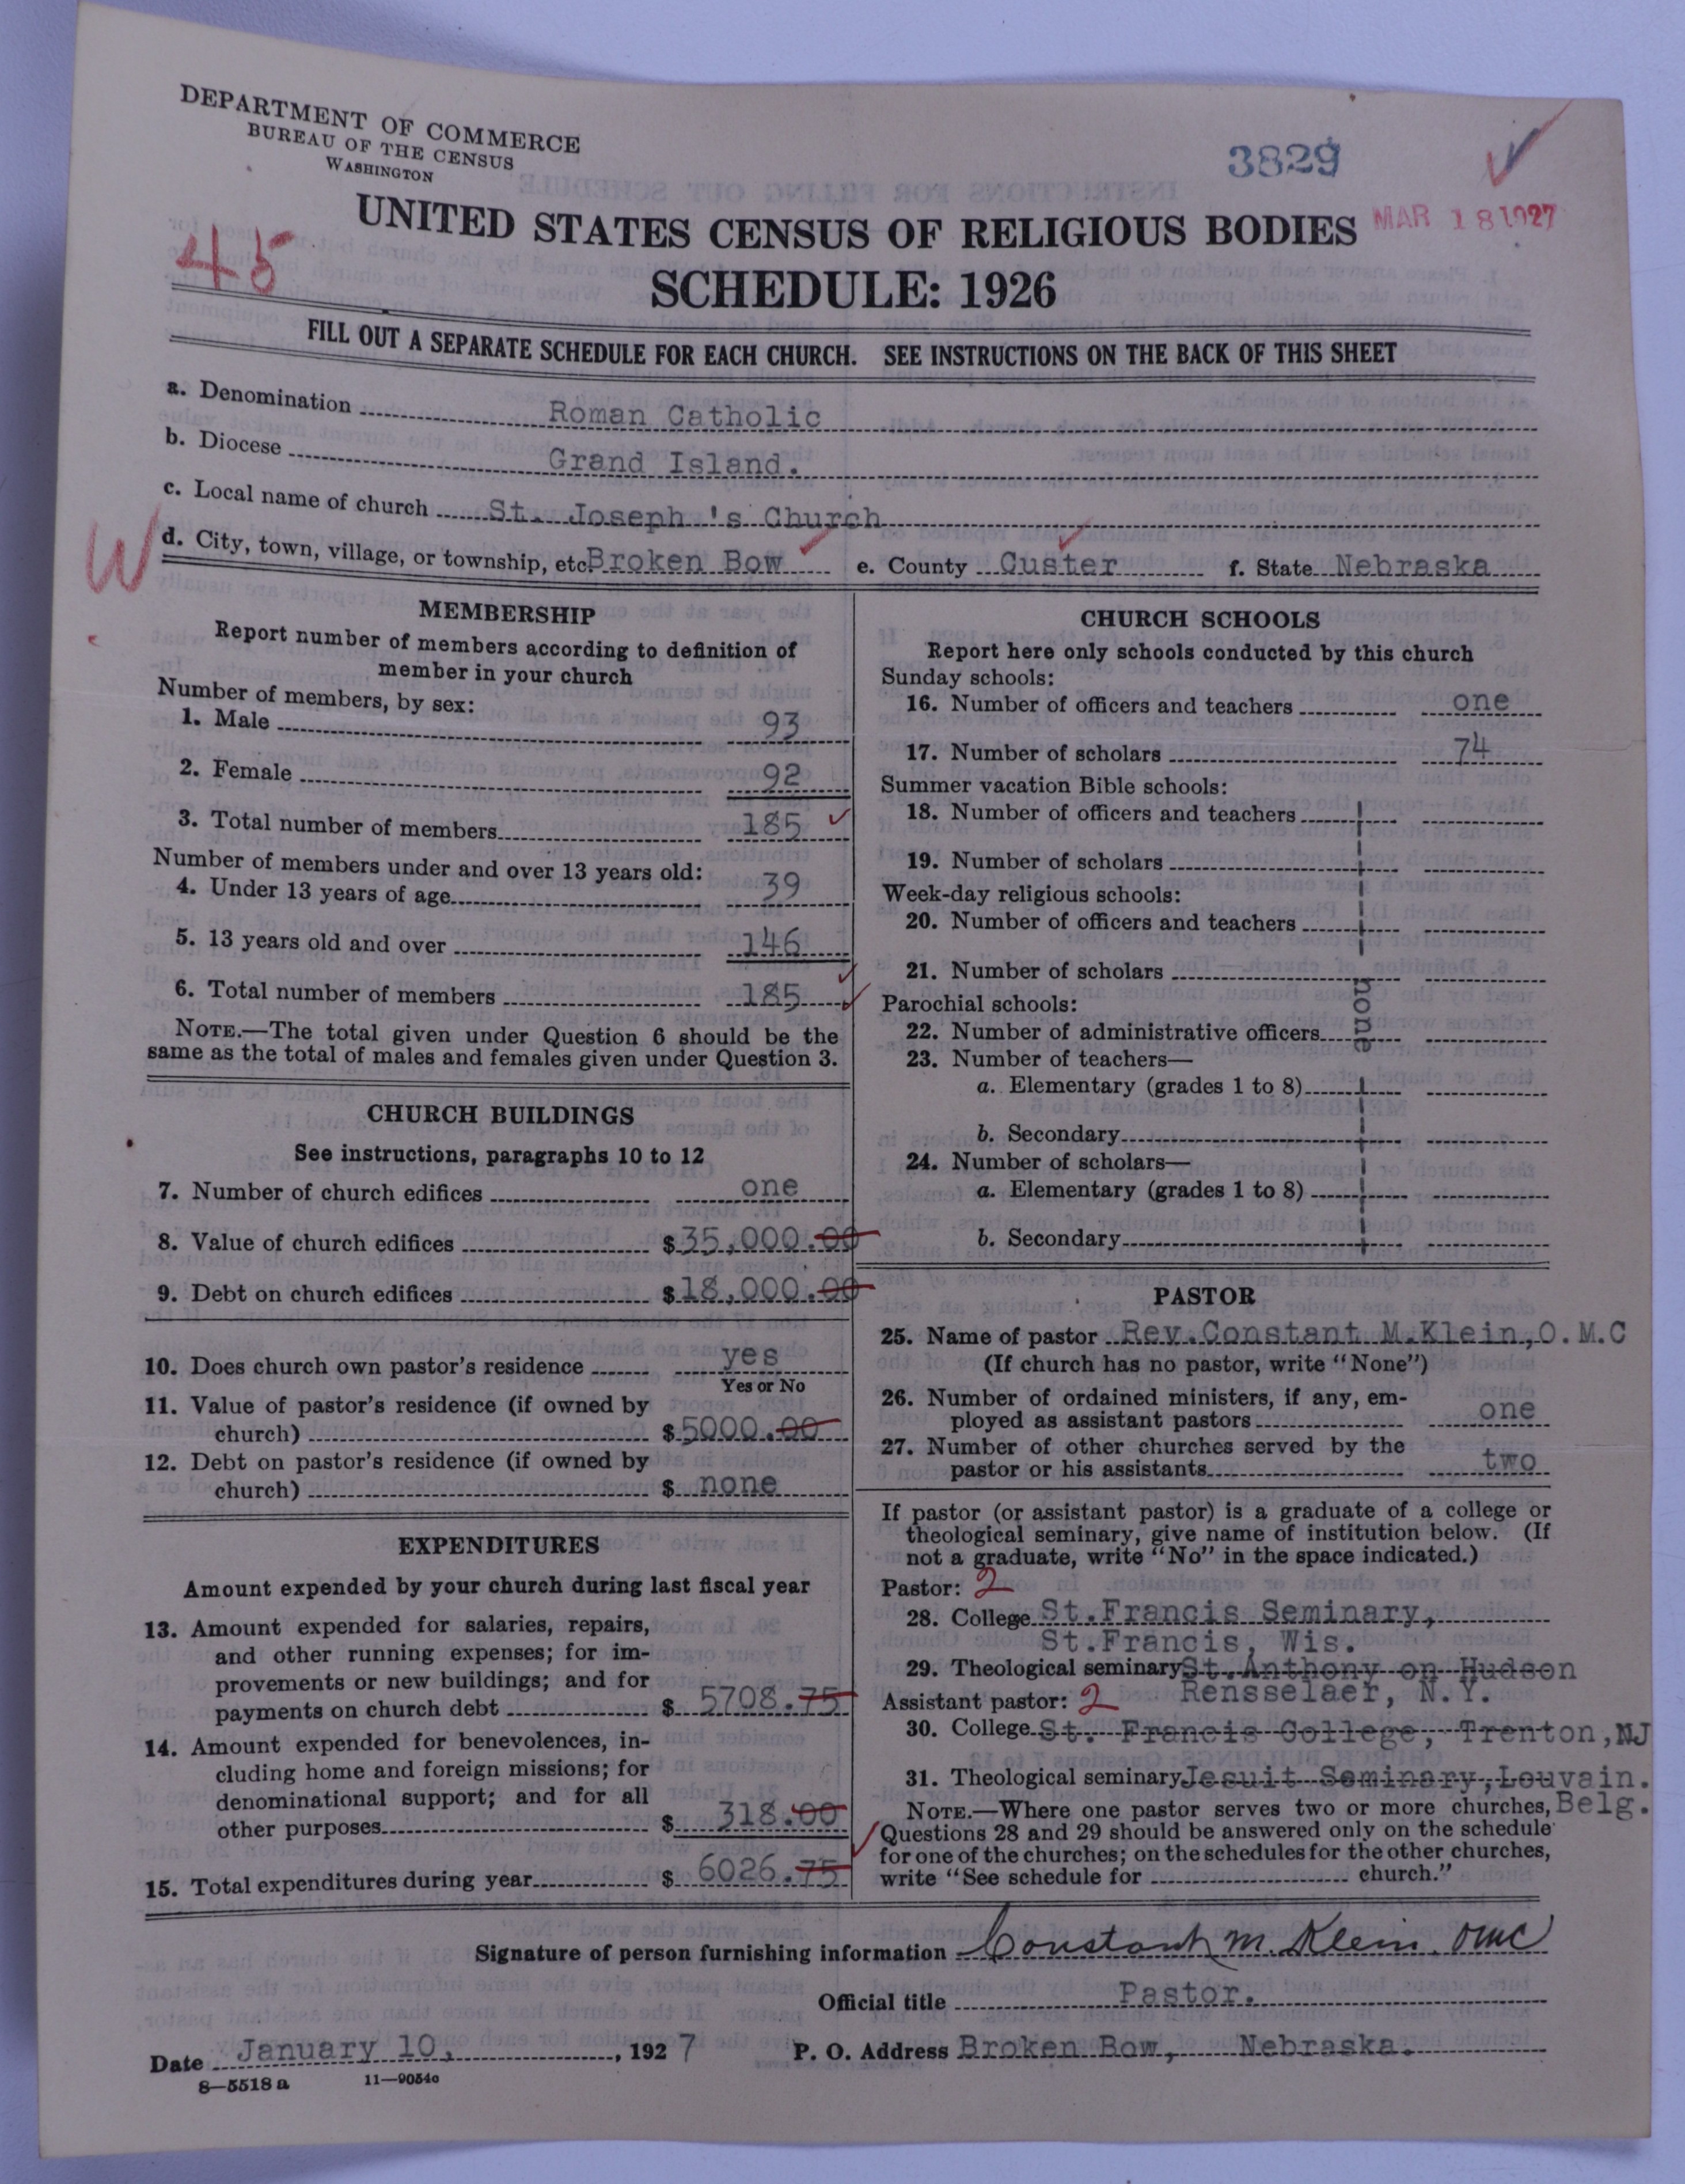 DEPARTMENT OF COMMERCE
BUREAU OF THE CENSUS
WASHINGTON
3829
MAR 18 1927
45
UNITED STATES CENSUS OF RELIGIOUS BODIES
SCHEDULE: 1926
FILL OUT A SEPARATE SCHEDULE FOR EACH CHURCH. SEE INSTRUCTIONS ON THE BACK OF THIS SHEET
a. Denomination Roman Catholic
b. Diocese Grand Island.
c. Local name of church St. Joseph 's Church
W
d. City, town, village, or township, etc. Broken Bow e. County Custer f. State Nebraska
MEMBERSHIP
Report number of members according to definition of
member in your church
Number of members, by sex:
1. Male 93
2. Female 92
3. Total number of members 185
Number of members under and over 13 years old:
4. Under 13 years of age 39
5. 13 years old and over 146
6. Total number of members 185
NOTE.—The total given under Question 6 should be the
same as the total of males and females given under Question 3.
CHURCH BUILDINGS
See instructions, paragraphs 10 to 12
7. Number of church edifices one
8. Value of church edifices $35,000.00
9. Debt on church edifices $18,000.00
10. Does church own pastor's residence yes
Yes or No
11. Value of pastor's residence (if owned by
church) $5000.00
12. Debt on pastor's residence (if owned by
church) $ none
EXPENDITURES
Amount expended by your church during last fiscal year
13. Amount expended for salaries, repairs,
and other running expenses; for im-
provements or new buildings; and for
payments on church debt $ 5708.75
14. Amount expended for benevolences, in-
cluding home and foreign missions; for
denominational support; and for all
other purposes $ 318.00
15. Total expenditures during year $ 6026.75
CHURCH SCHOOLS
Report here only schools conducted by this church
Sunday schools:
16. Number of officers and teachers one
17. Number of scholars 74
Summer vacation Bible schools:
18. Number of officers and teachers
19. Number of scholars
Week-day religious schools:
20. Number of officers and teachers
21. Number of scholars
none
Parochial schools:
22. Number of administrative officers
23. Number of teachers—
a. Elementary (grades 1 to 8)
b. Secondary
24. Number of scholars—
a. Elementary (grades 1 to 8)
b. Secondary
PASTOR
25. Name of pastor Rev.Constant M.Klein,O.M.C
(If church has no pastor, write "None")
26. Number of ordained ministers, if any, em-
ployed as assistant pastors one
27. Number of other churches served by the
pastor or his assistants two
If pastor (or assistant pastor) is a graduate of a college or
theological seminary, give name of institution below. (If
not a graduate, write "No" in the space indicated.)
Pastor: 2
28. College St.Francis Seminary,
St.Francis, Wis.
29. Theological seminary St.Anthony on Hudson
Rensselaer, N.Y.
Assistant pastor: 2
30. College St. Francis College, Trenton,NJ
31. Theological seminary Jesuit Seminary,Louvain.
Belg.
NOTE.—Where one pastor serves two or more churches,
Questions 28 and 29 should be answered only on the schedule
for one of the churches; on the schedules for the other churches,
write "See schedule for church."
Signature of person furnishing information Constant M. Klein. OMC
Official title Pastor.
Date January 10, , 1927 P. O. Address Broken Bow, Nebraska.
8—5518 a 11—9054c